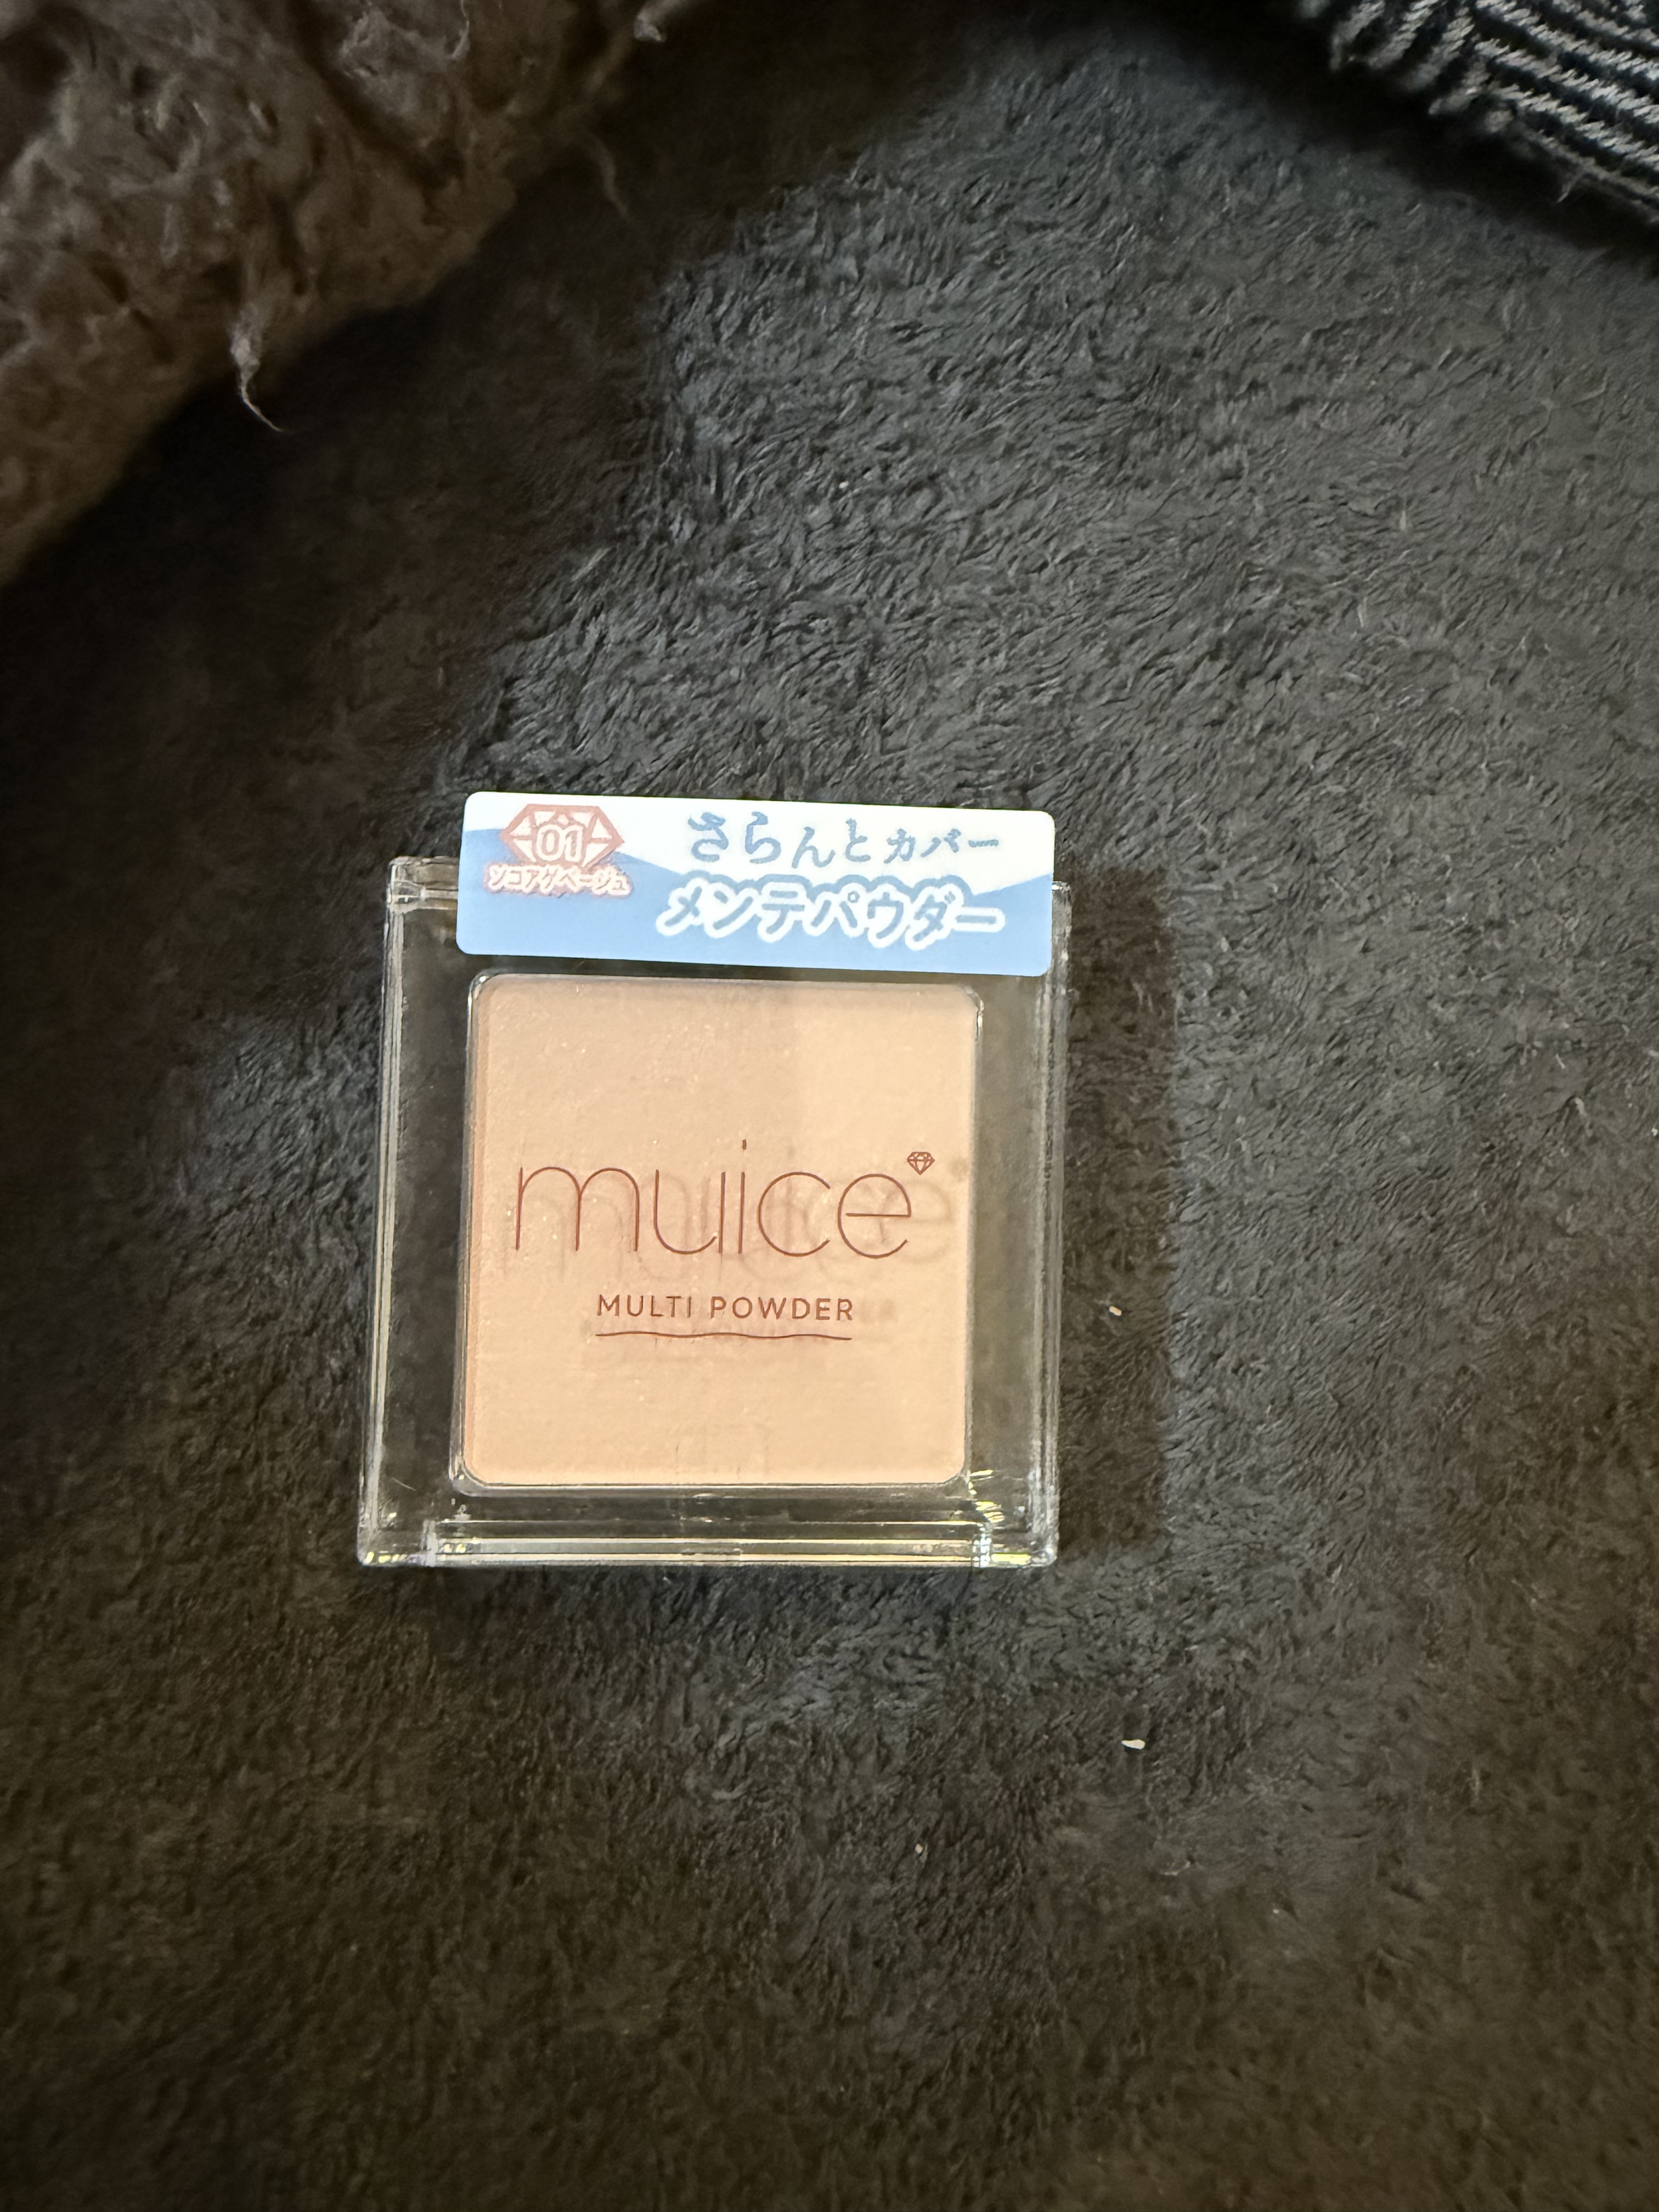 01
ソコアゲベージュ
さらんとカバー
メンテパウダー
muice
MULTI POWDER